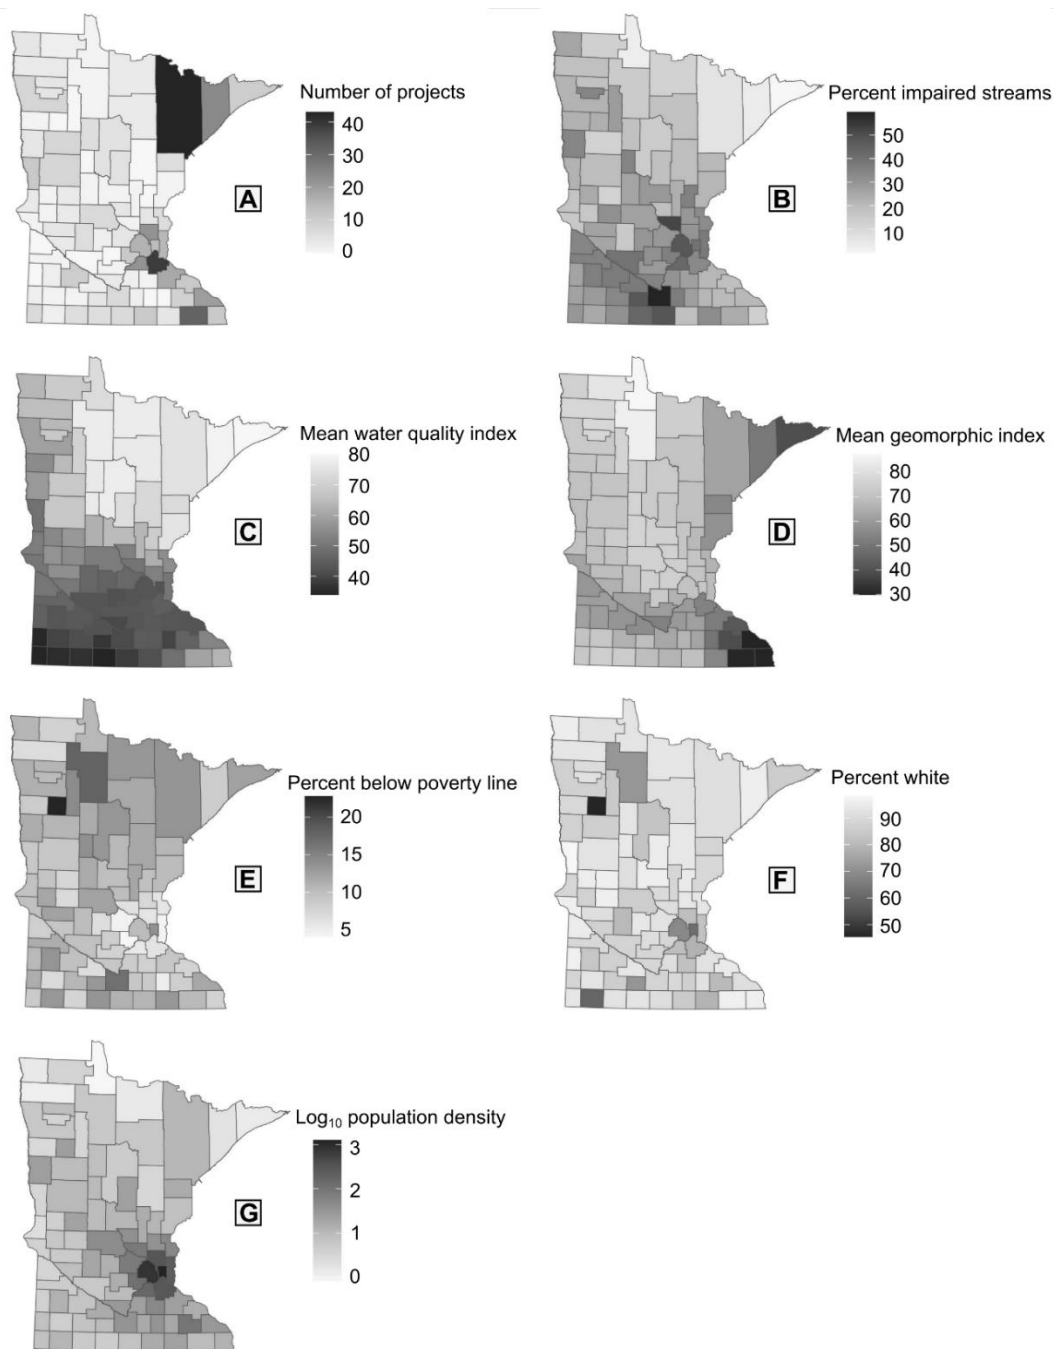 Number of projects
40
30
20
10
0
A
Percent impaired streams
50
40
30
20
10
B
Mean water quality index
80
70
60
50
40
C
Mean geomorphic index
80
70
60
50
40
30
D
Percent below poverty line
20
15
10
5
E
Percent white
90
80
70
60
50
F
Log10 population density
3
2
1
0
G